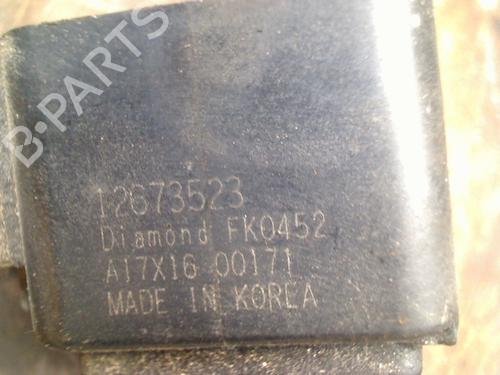 B-PARTS
12673523
Diamond FK0452
A17X16 00171
MADE IN KOREA